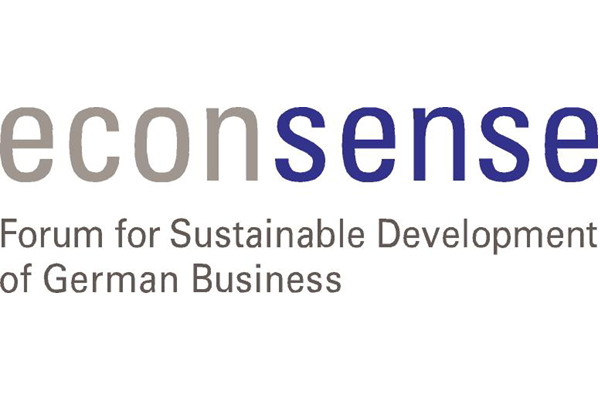 econsense
Forum for Sustainable Development
of German Business